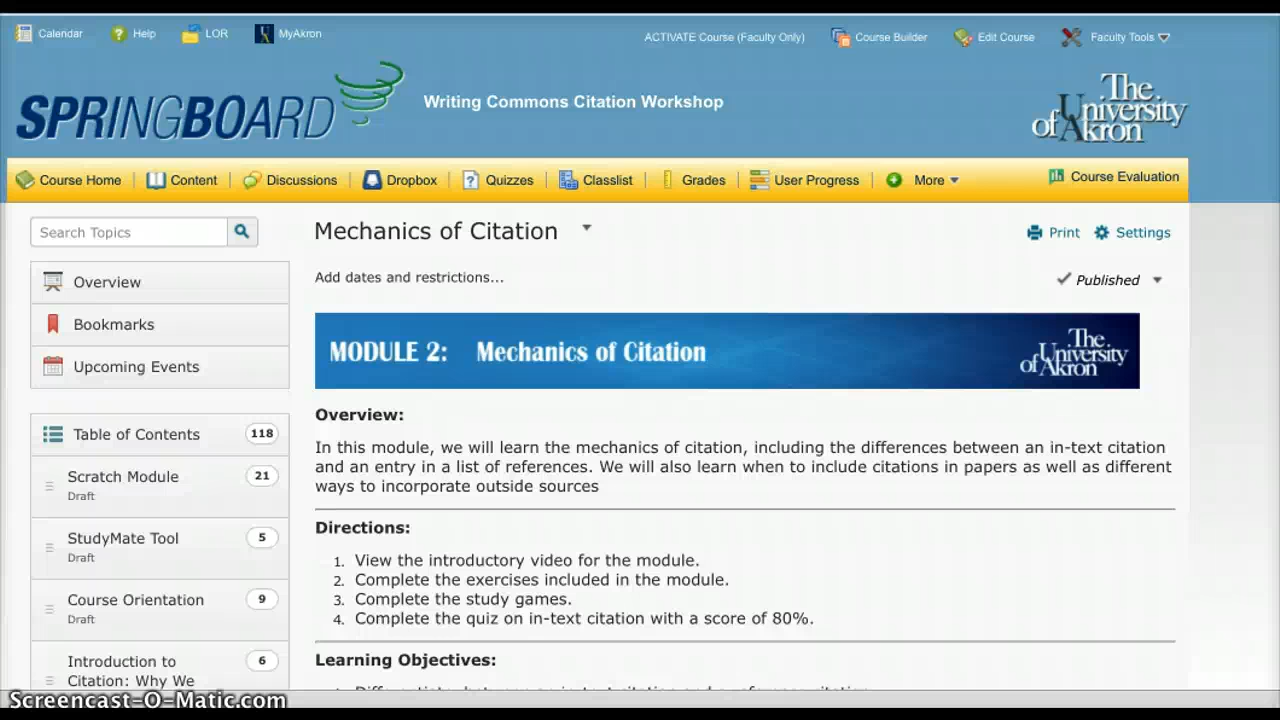 Calendar Help LOR MyAkron ACTIVATE Course (Faculty Only) Course Builder Edit Course Faculty Tools
SPRINGBOARD Writing Commons Citation Workshop The University of Akron
Course Home Content Discussions Dropbox Quizzes Classlist Grades User Progress More Course Evaluation
Search Topics
Overview
Bookmarks
Upcoming Events
Table of Contents 118
Scratch Module 21
Draft
StudyMate Tool 5
Draft
Course Orientation 9
Draft
Introduction to 6
Citation: Why We
Mechanics of Citation
Print Settings
Add dates and restrictions...
Published
MODULE 2: Mechanics of Citation The University of Akron
Overview:
In this module, we will learn the mechanics of citation, including the differences between an in-text citation
and an entry in a list of references. We will also learn when to include citations in papers as well as different
ways to incorporate outside sources
Directions:
1. View the introductory video for the module.
2. Complete the exercises included in the module.
3. Complete the study games.
4. Complete the quiz on in-text citation with a score of 80%.
Learning Objectives:
Screencast-O-Matic.com